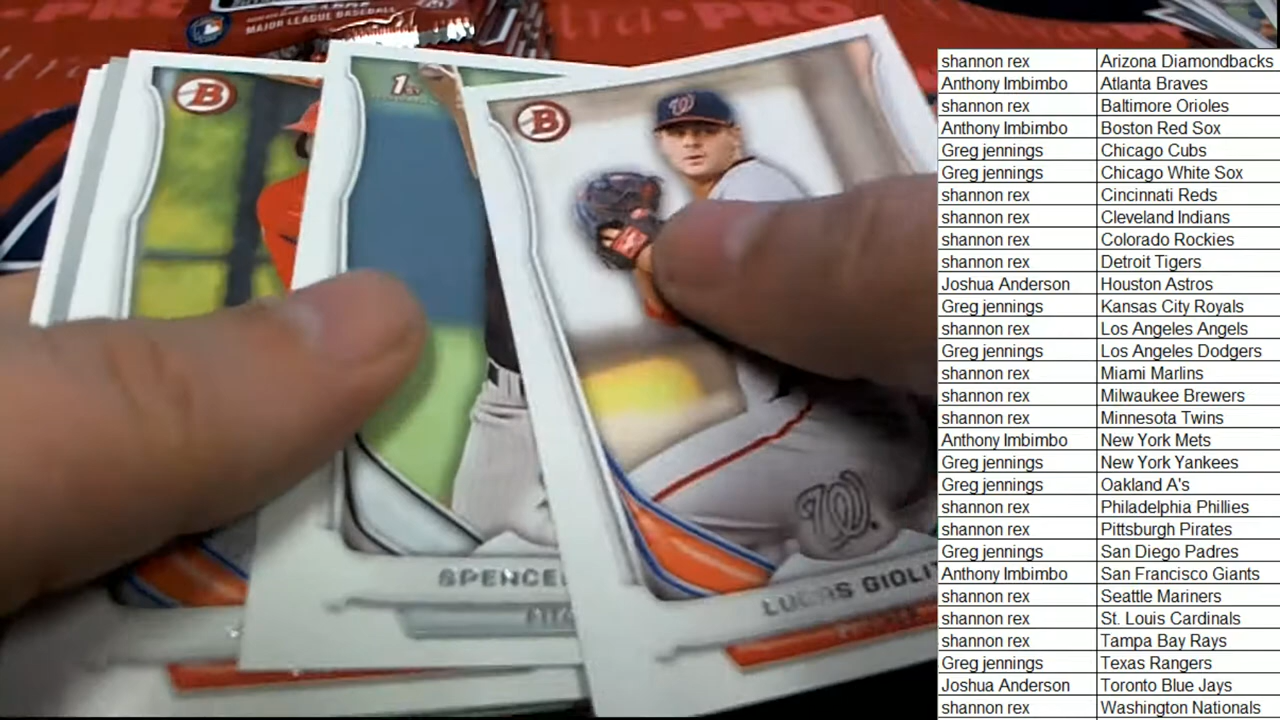 MAJOR LEAGUE BASEBALL
B
1st
B
W
SPENCE
LUCAS GIOLIT
W
shannon rex Arizona Diamondbacks
Anthony Imbimbo Atlanta Braves
shannon rex Baltimore Orioles
Anthony Imbimbo Boston Red Sox
Greg jennings Chicago Cubs
Greg jennings Chicago White Sox
shannon rex Cincinnati Reds
shannon rex Cleveland Indians
shannon rex Colorado Rockies
shannon rex Detroit Tigers
Joshua Anderson Houston Astros
Greg jennings Kansas City Royals
shannon rex Los Angeles Angels
Greg jennings Los Angeles Dodgers
shannon rex Miami Marlins
shannon rex Milwaukee Brewers
shannon rex Minnesota Twins
Anthony Imbimbo New York Mets
Greg jennings New York Yankees
Greg jennings Oakland A's
shannon rex Philadelphia Phillies
shannon rex Pittsburgh Pirates
Greg jennings San Diego Padres
Anthony Imbimbo San Francisco Giants
shannon rex Seattle Mariners
shannon rex St. Louis Cardinals
shannon rex Tampa Bay Rays
Greg jennings Texas Rangers
Joshua Anderson Toronto Blue Jays
shannon rex Washington Nationals